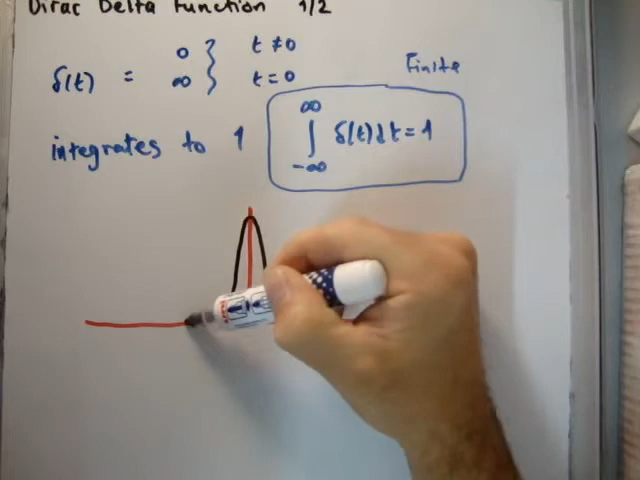 Dirac Delta Function 1/2
0 } t ≠ 0
δ(t) = ∞ } t = 0
Finite
integrates to 1 ∫_{-∞}^{∞} δ(t)dt = 1